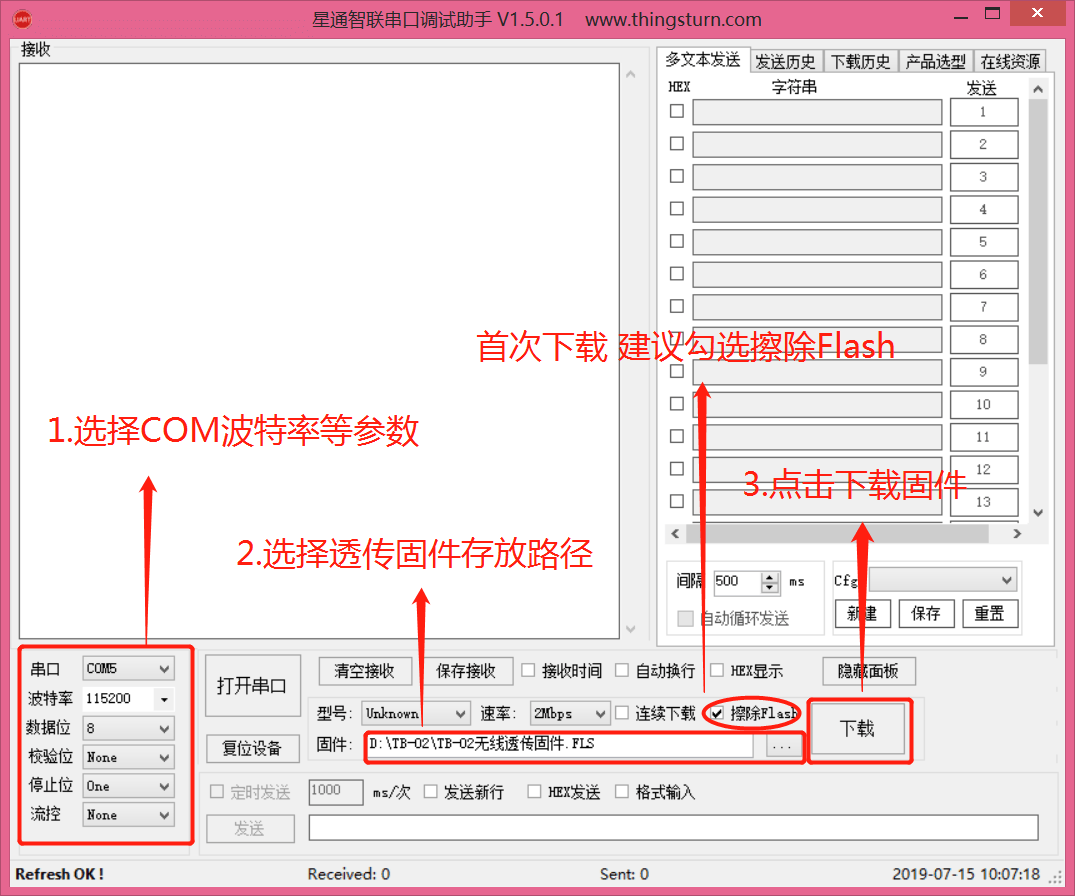 星通智联串口调试助手 V1.5.0.1 www.thingsturn.com
接收
多文本发送 发送历史 下载历史 产品选型 在线资源
HEX 字符串 发送
1
2
3
4
5
6
7
8
首次下载 建议勾选擦除Flash
9
10
1.选择COM波特率等参数
11
12
3.点击下载固件
13
2.选择透传固件存放路径
间隔 500 ms
Cfg
自动循环发送
新建 保存 重置
串口 COM5
波特率 115200
数据位 8
校验位 None
停止位 One
流控 None
打开串口
复位设备
清空接收 保存接收 接收时间 自动换行 HEX显示 隐藏面板
型号: Unknown 速率: 2Mbps 连续下载 擦除Flash
固件: D:\TB-02\TB-02无线透传固件.FLS ...
下载
定时发送 1000 ms/次 发送新行 HEX发送 格式输入
发送
Refresh OK! Received: 0 Sent: 0 2019-07-15 10:07:18